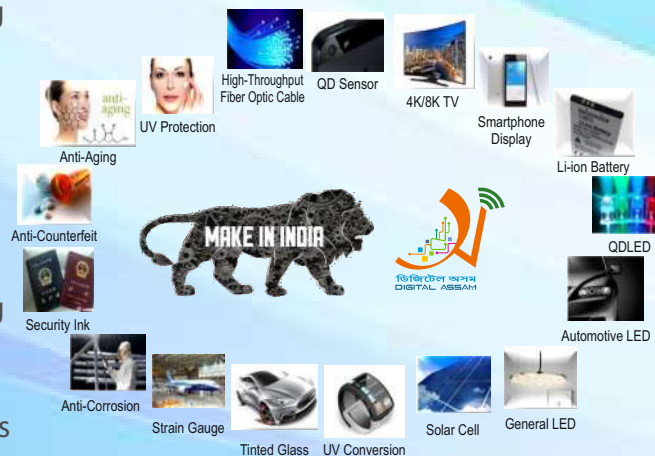 g
High-Throughput
Fiber Optic Cable
QD Sensor
4K/8K TV
Smartphone
Display
UV Protection
anti-
aging
Anti-Aging
Li-ion Battery
Anti-Counterfeit
MAKE IN INDIA
ডিজিটেল অসম
DIGITAL ASSAM
QDLED
g
Security Ink
Automotive LED
Anti-Corrosion
Strain Gauge
Tinted Glass
UV Conversion
Solar Cell
General LED
s